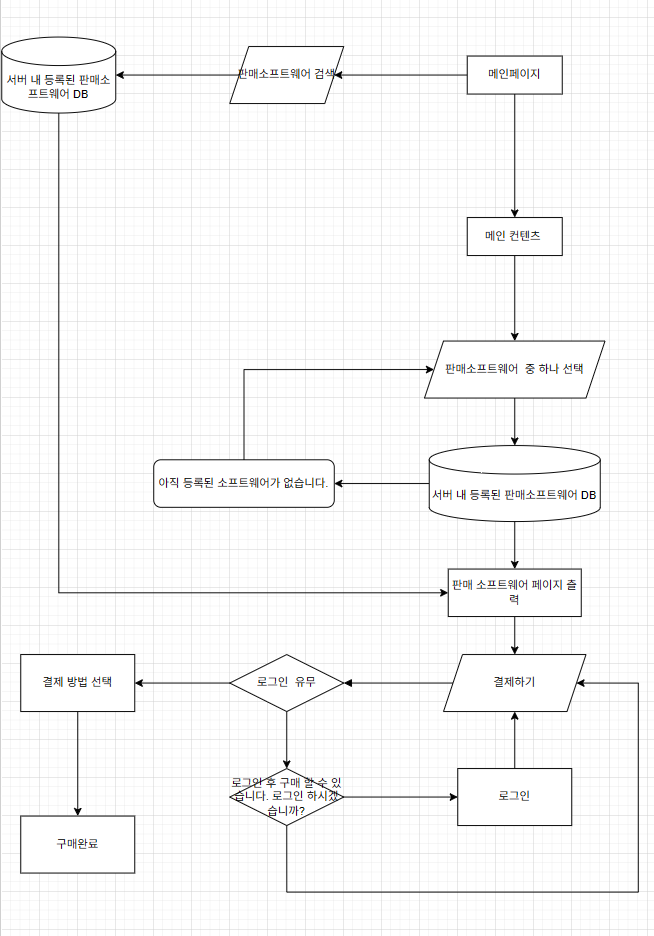 서버 내 등록된 판매소
프트웨어 DB
판매소프트웨어 검색
메인페이지
메인 컨텐츠
판매소프트웨어 중 하나 선택
아직 등록된 소프트웨어가 없습니다.
서버 내 등록된 판매소프트웨어 DB
판매 소프트웨어 페이지 출
력
결제 방법 선택
로그인 유무
결제하기
로그인 후 구매 할 수 있
습니다. 로그인 하시겠
습니까?
로그인
구매완료